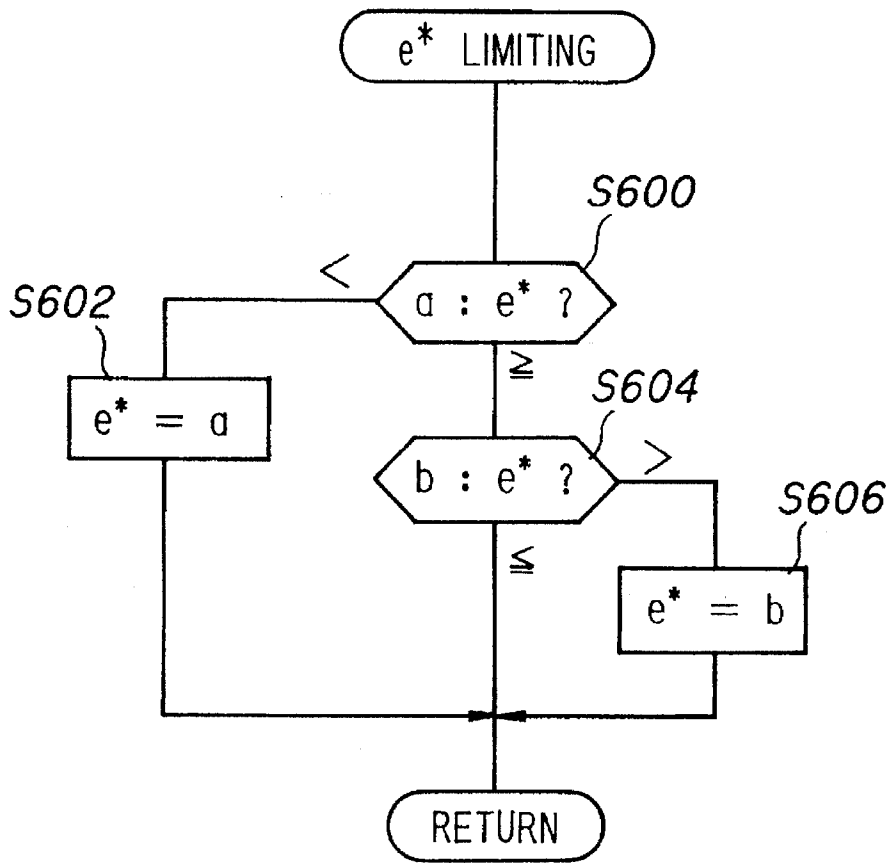 e* LIMITING
S600
<
a : e* ?
S602
≧
e* = a
S604
>
b : e* ?
S606
≦
e* = b
RETURN